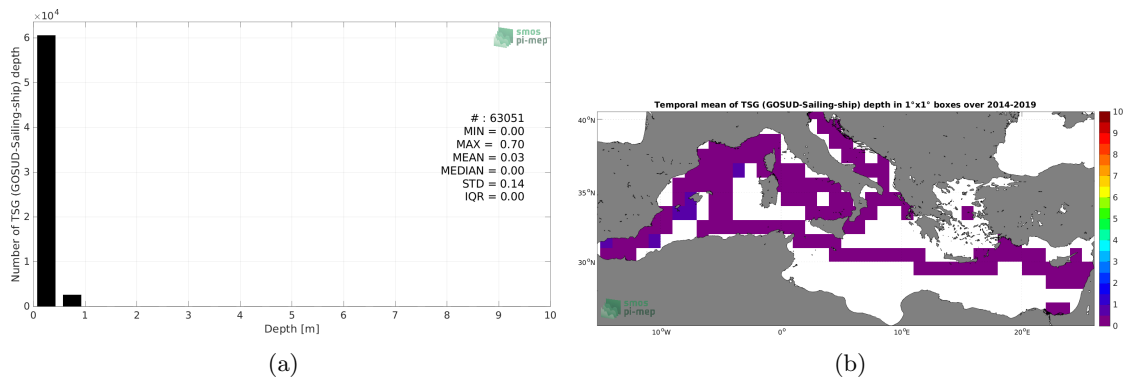 ×10⁴
6
5
4
3
2
1
0
Number of TSG (GOSUD-Sailing-ship) depth
smos
pi-mep
# : 63051
MIN = 0.00
MAX = 0.70
MEAN = 0.03
MEDIAN = 0.00
STD = 0.14
IQR = 0.00
0 1 2 3 4 5 6 7 8 9 10
Depth [m]
(a)
Temporal mean of TSG (GOSUD-Sailing-ship) depth in 1°x1° boxes over 2014-2019
40°N
35°N
30°N
smos
pi-mep
10°W 0° 10°E 20°E
10
9
8
7
6
5
4
3
2
1
0
(b)